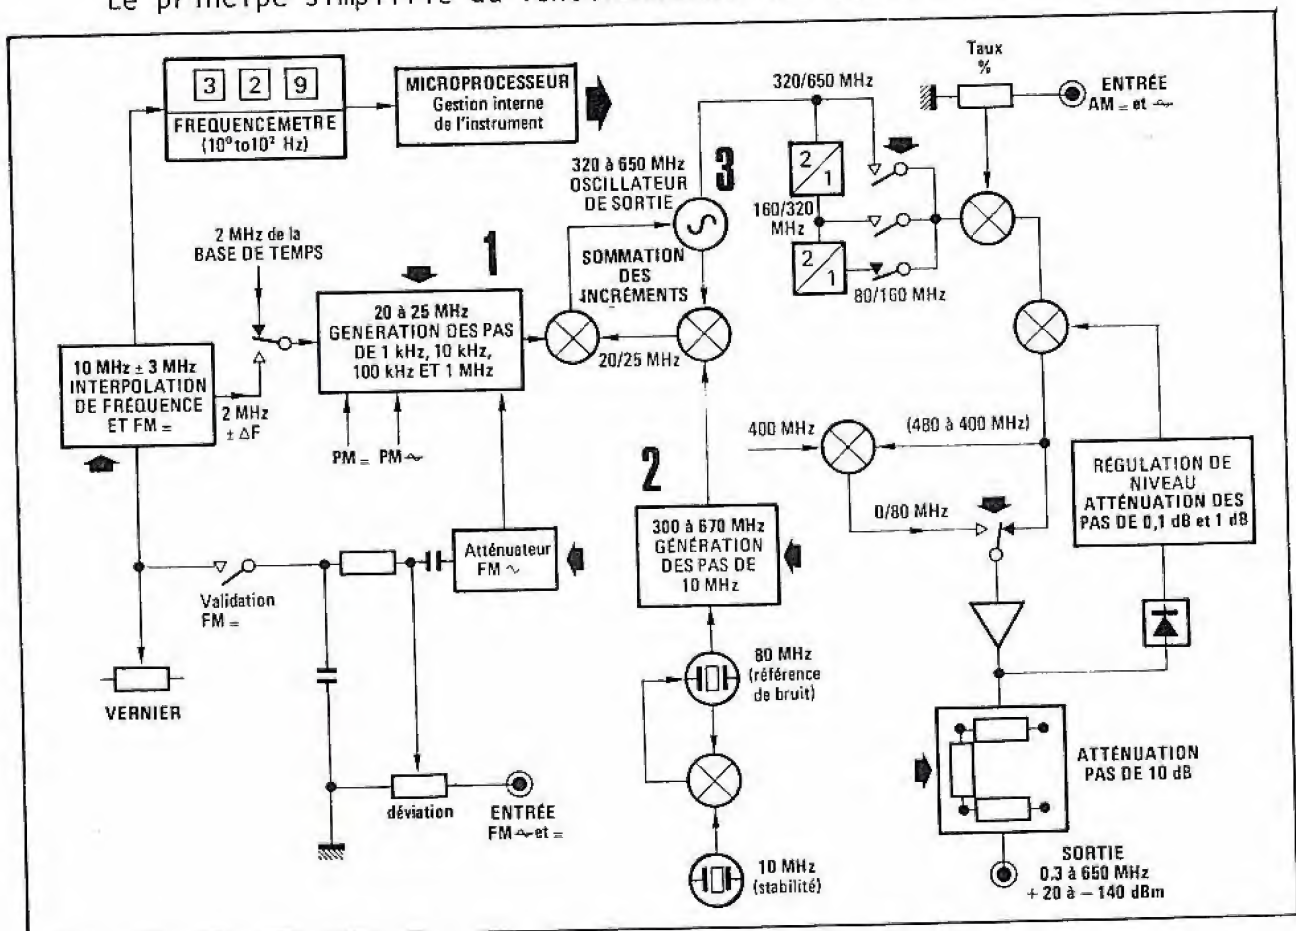 Le principe simplifié du
3 2 9
FREQUENCEMETRE
(10⁰ to 10² Hz)
MICROPROCESSEUR
Gestion interne
de l'instrument
320/650 MHz
Taux
%
ENTRÉE
AM = et ∿
320 à 650 MHz
OSCILLATEUR
DE SORTIE
3
2
1
160/320
MHz
2
1
80/160 MHz
2 MHz de la
BASE DE TEMPS
1
SOMMATION
DES
INCRÉMENTS
20 à 25 MHz
GENERATION DES PAS
DE 1 kHz, 10 kHz,
100 kHz ET 1 MHz
20/25 MHz
10 MHz ± 3 MHz
INTERPOLATION
DE FRÉQUENCE
ET FM =
2 MHz
± ΔF
PM = PM ∿
2
400 MHz
(480 à 400 MHz)
RÉGULATION DE
NIVEAU
ATTÉNUATION DES
PAS DE 0,1 dB et 1 dB
0/80 MHz
300 à 670 MHz
GÉNÉRATION
DES PAS DE
10 MHz
Atténuateur
FM ∿
Validation
FM =
80 MHz
(référence
de bruit)
VERNIER
déviation
ENTRÉE
FM ∿ et =
ATTÉNUATION
PAS DE 10 dB
10 MHz
(stabilité)
SORTIE
0,3 à 650 MHz
+ 20 à – 140 dBm